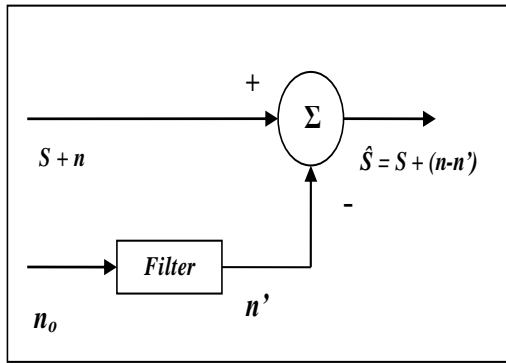 +
Σ
S + n
Ŝ = S + (n-n’)
-
Filter
n₀
n’